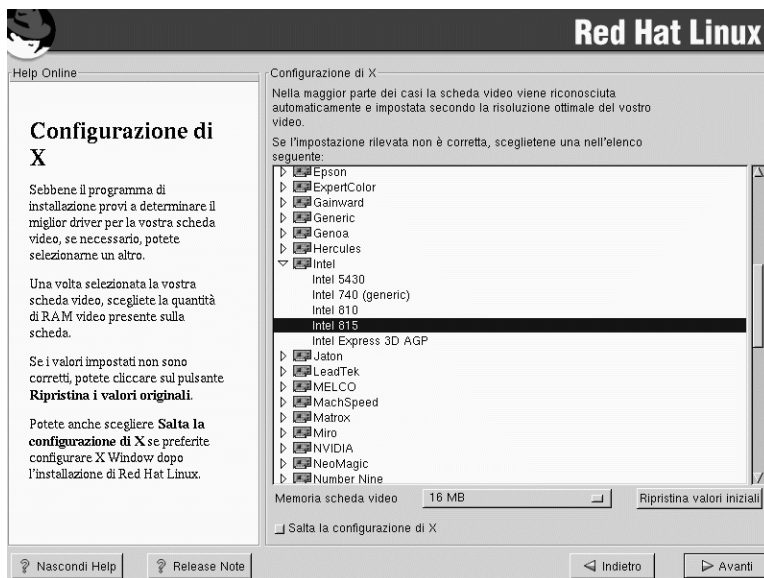 Red Hat Linux
Help Online
Configurazione di
X
Sebbene il programma di
installazione provi a determinare il
miglior driver per la vostra scheda
video, se necessario, potete
selezionarne un altro.
Una volta selezionata la vostra
scheda video, scegliete la quantità
di RAM video presente sulla
scheda.
Se i valori impostati non sono
corretti, potete cliccare sul pulsante
Ripristina i valori originali.
Potete anche scegliere Salta la
configurazione di X se preferite
configurare X Window dopo
l'installazione di Red Hat Linux.
Configurazione di X
Nella maggior parte dei casi la scheda video viene riconosciuta
automaticamente e impostata secondo la risoluzione ottimale del vostro
video.
Se l'impostazione rilevata non è corretta, sceglietene una nell'elenco
seguente:
Epson
ExpertColor
Gainward
Generic
Genoa
Hercules
Intel
Intel 5430
Intel 740 (generic)
Intel 810
Intel 815
Intel Express 3D AGP
Jaton
LeadTek
MELCO
MachSpeed
Matrox
Miro
NVIDIA
NeoMagic
Number Nine
Memoria scheda video 16 MB Ripristina valori iniziali
Salta la configurazione di X
Nascondi Help Release Note Indietro Avanti